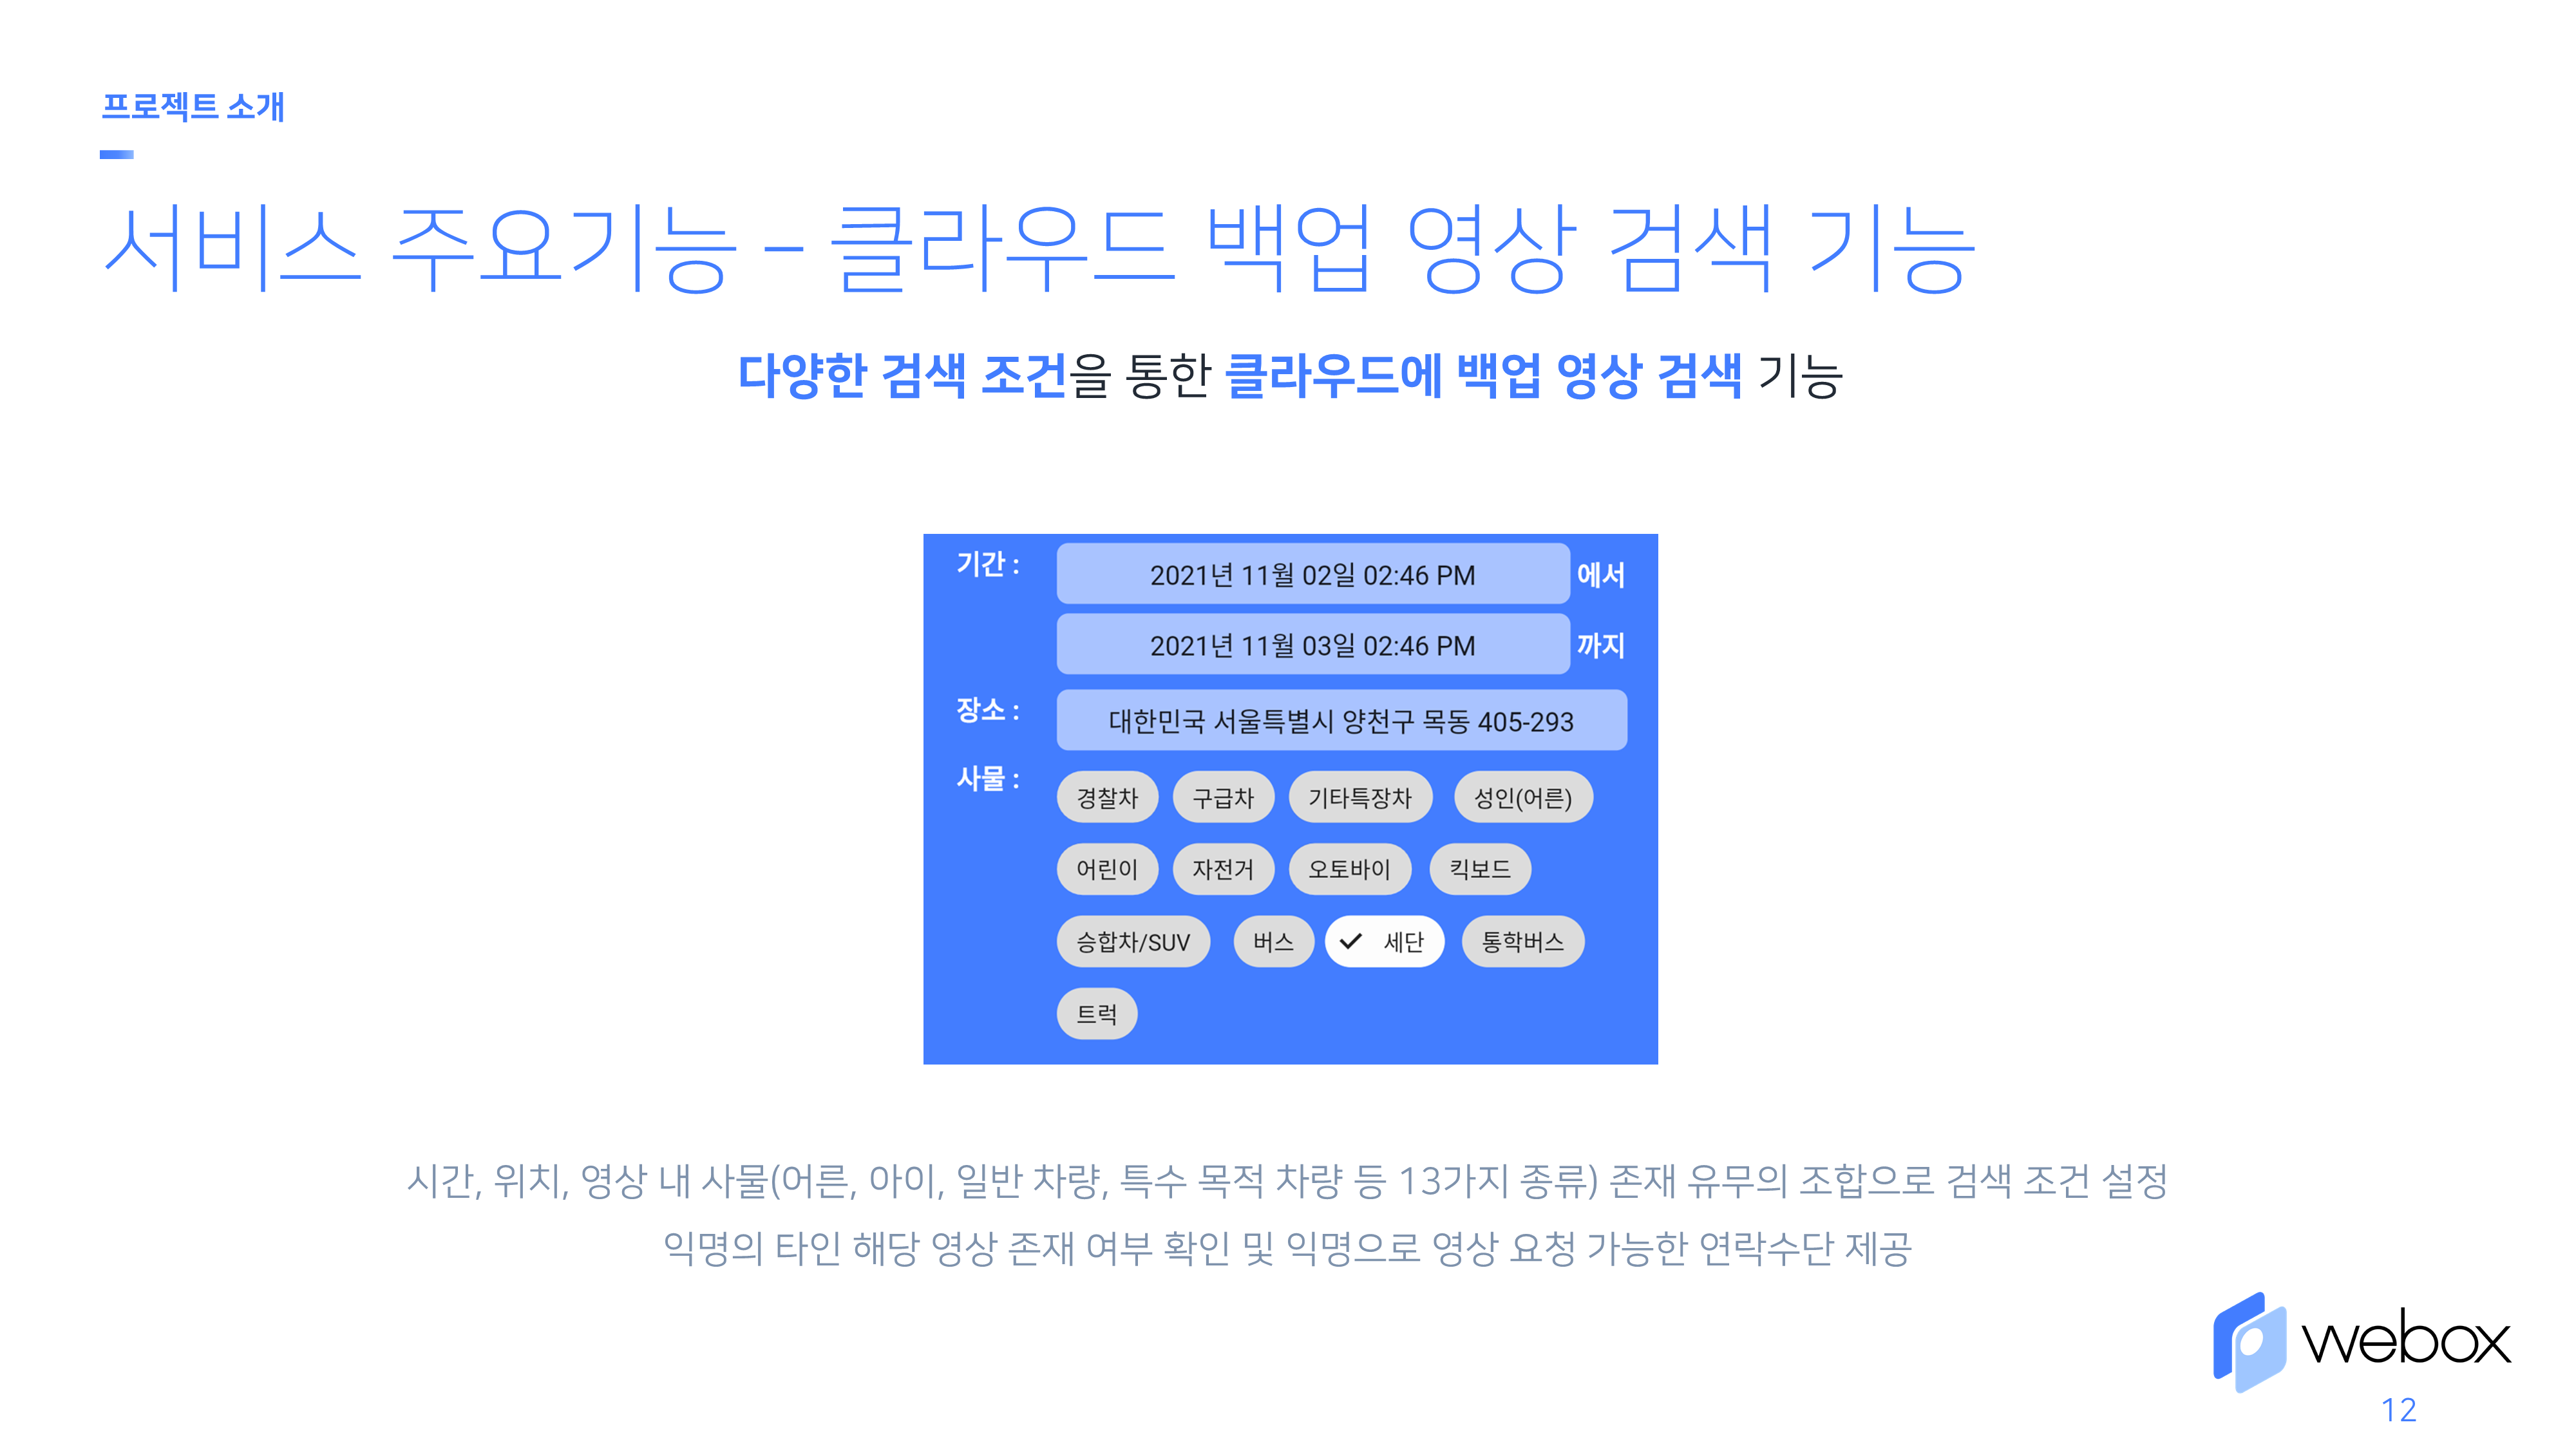 프로젝트 소개
서비스 주요기능 - 클라우드 백업 영상 검색 기능
다양한 검색 조건을 통한 클라우드에 백업 영상 검색 기능
기간 : 2021년 11월 02일 02:46 PM 에서
2021년 11월 03일 02:46 PM 까지
장소 : 대한민국 서울특별시 양천구 목동 405-293
사물 : 경찰차 구급차 기타특장차 성인(어른)
어린이 자전거 오토바이 킥보드
승합차/SUV 버스 세단 통학버스
트럭
시간, 위치, 영상 내 사물(어른, 아이, 일반 차량, 특수 목적 차량 등 13가지 종류) 존재 유무의 조합으로 검색 조건 설정
익명의 타인 해당 영상 존재 여부 확인 및 익명으로 영상 요청 가능한 연락수단 제공
webox
12